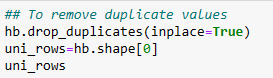 ## To remove duplicate values
hb.drop_duplicates(inplace=True)
uni_rows=hb.shape[0]
uni_rows